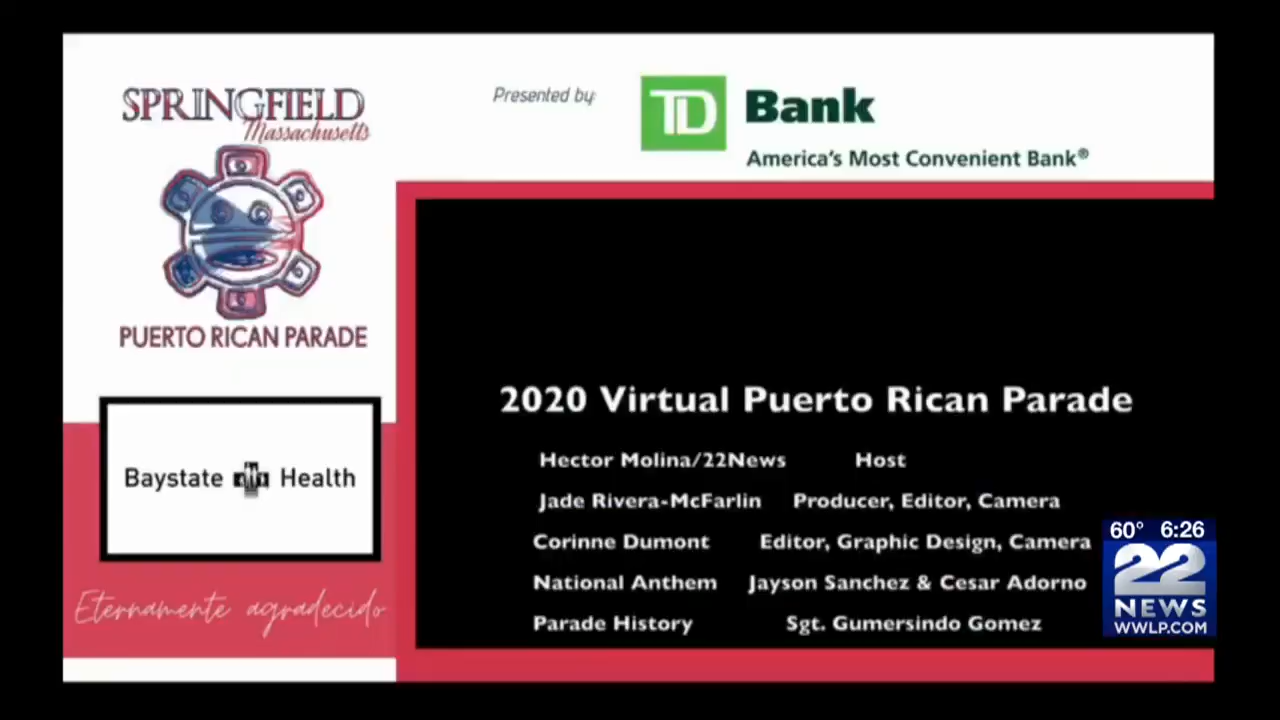 SPRINGFIELD
Massachusetts
PUERTO RICAN PARADE
Presented by:
TD Bank
America's Most Convenient Bank®
Baystate Health
Eternamente agradecido
2020 Virtual Puerto Rican Parade
Hector Molina/22News Host
Jade Rivera-McFarlin Producer, Editor, Camera
Corinne Dumont Editor, Graphic Design, Camera
National Anthem Jayson Sanchez & Cesar Adorno
Parade History Sgt. Gumersindo Gomez
60° 6:26
22
NEWS
WWLP.COM